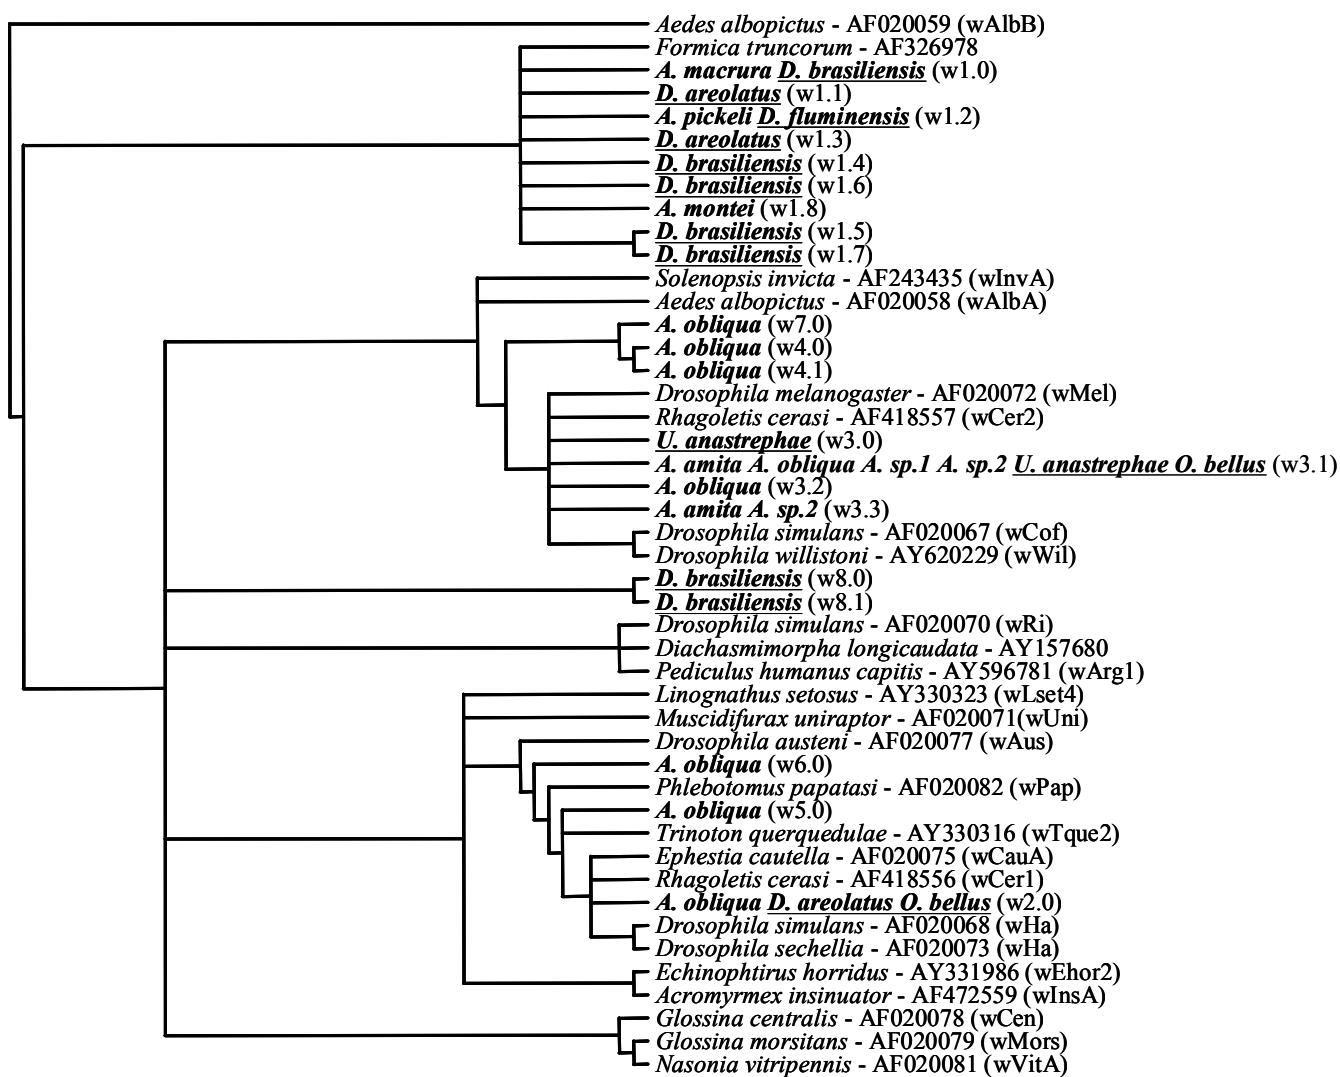 Aedes albopictus - AF020059 (wAlbB)
Formica truncorum - AF326978
A. macrura D. brasiliensis (w1.0)
D. areolatus (w1.1)
A. pickeli D. fluminensis (w1.2)
D. areolatus (w1.3)
D. brasiliensis (w1.4)
D. brasiliensis (w1.6)
A. montei (w1.8)
D. brasiliensis (w1.5)
D. brasiliensis (w1.7)
Solenopsis invicta - AF243435 (wInvA)
Aedes albopictus - AF020058 (wAlbA)
A. obliqua (w7.0)
A. obliqua (w4.0)
A. obliqua (w4.1)
Drosophila melanogaster - AF020072 (wMel)
Rhagoletis cerasi - AF418557 (wCer2)
U. anastrephae (w3.0)
A. amita A. obliqua A. sp.1 A. sp.2 U. anastrephae O. bellus (w3.1)
A. obliqua (w3.2)
A. amita A. sp.2 (w3.3)
Drosophila simulans - AF020067 (wCof)
Drosophila willistoni - AY620229 (wWil)
D. brasiliensis (w8.0)
D. brasiliensis (w8.1)
Drosophila simulans - AF020070 (wRi)
Diachasmimorpha longicaudata - AY157680
Pediculus humanus capitis - AY596781 (wArg1)
Linognathus setosus - AY330323 (wLset4)
Muscidifurax uniraptor - AF020071(wUni)
Drosophila austeni - AF020077 (wAus)
A. obliqua (w6.0)
Phlebotomus papatasi - AF020082 (wPap)
A. obliqua (w5.0)
Trinoton querquedulae - AY330316 (wTque2)
Ephestia cautella - AF020075 (wCauA)
Rhagoletis cerasi - AF418556 (wCer1)
A. obliqua D. areolatus O. bellus (w2.0)
Drosophila simulans - AF020068 (wHa)
Drosophila sechellia - AF020073 (wHa)
Echinophtirus horridus - AY331986 (wEhor2)
Acromyrmex insinuator - AF472559 (wInsA)
Glossina centralis - AF020078 (wCen)
Glossina morsitans - AF020079 (wMors)
Nasonia vitripennis - AF020081 (wVitA)